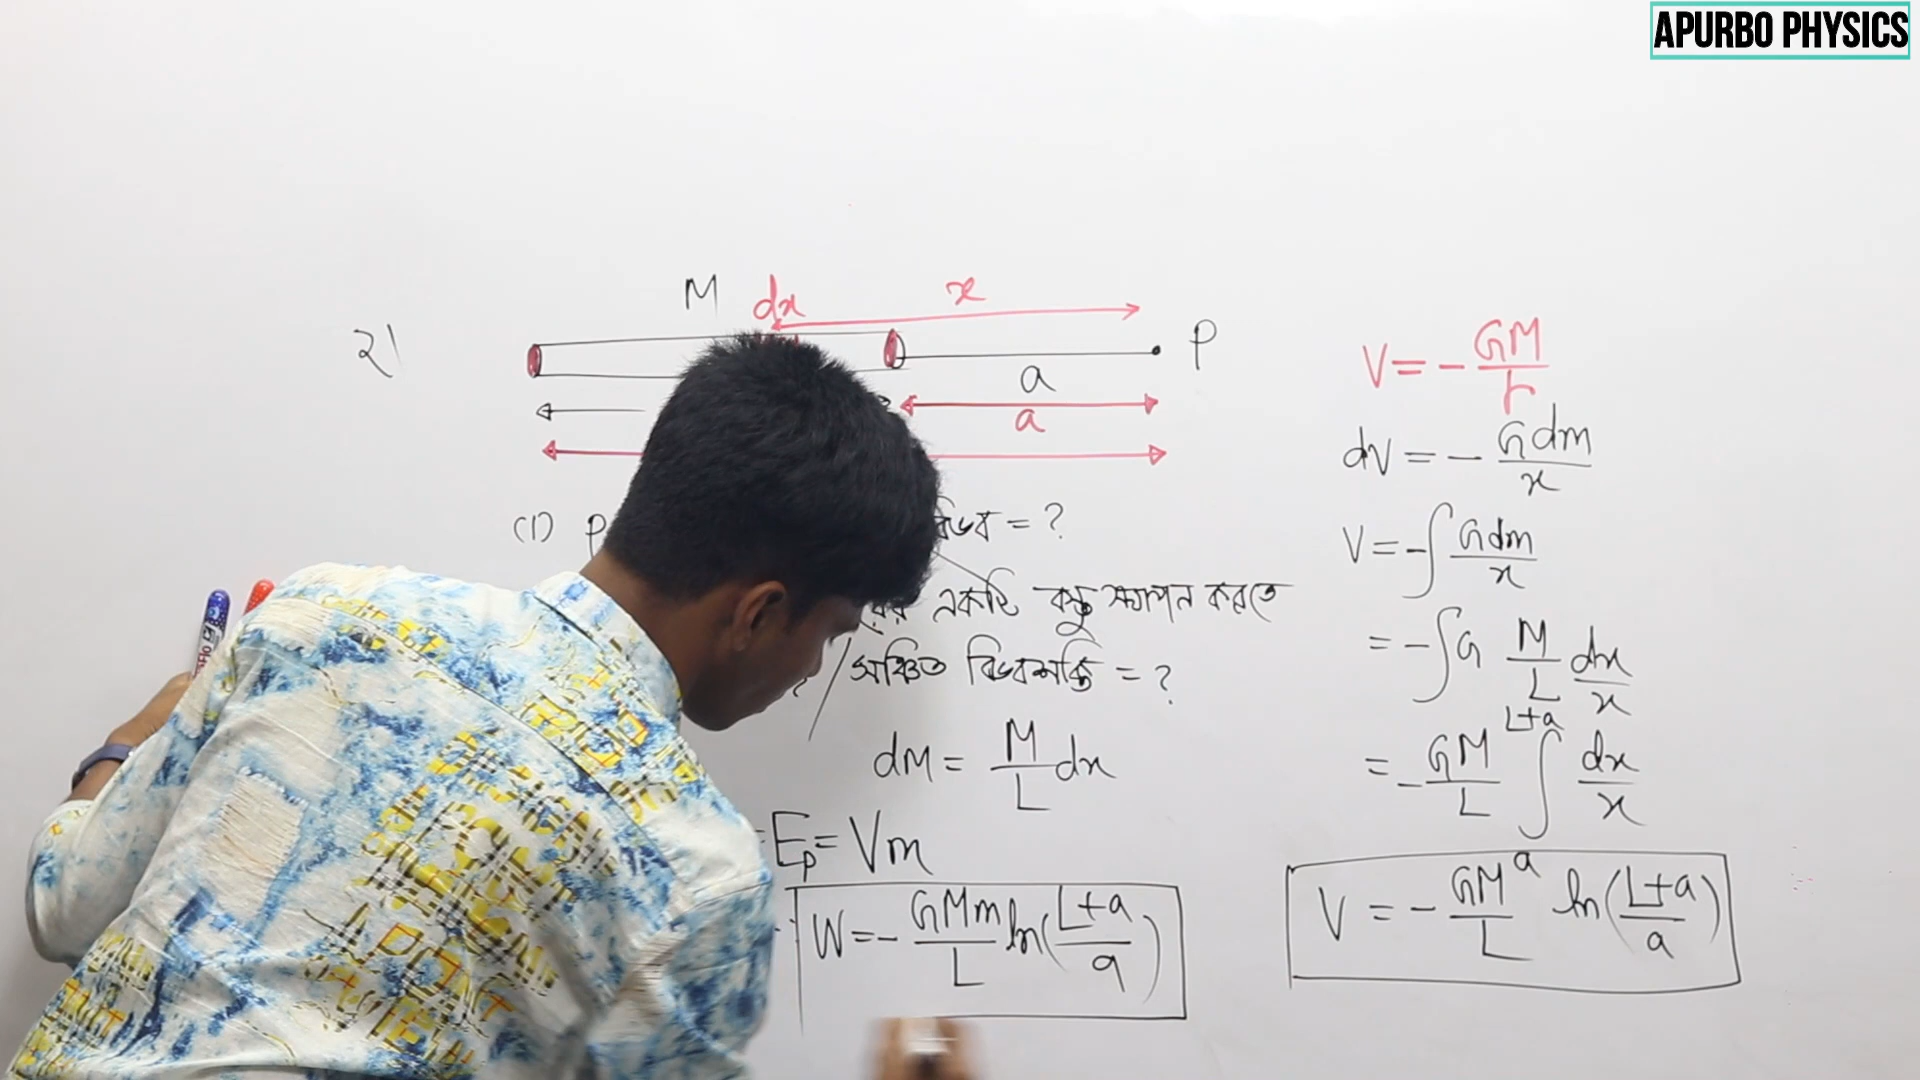 APURBO PHYSICS
M dx x
২। P
a
a
(1) P = ?
একটি বস্তু স্থাপন করতে
সঞ্চিত বিভবশক্তি = ?
dM = M/L dx
= Ep = Vm
W = - GMm/L ln(L+a/a)
V = - GM/r
dV = - Gdm/x
V = -∫ Gdm/x
= -∫ G M/L dx/x
= - GM/L ∫ₐᴸ⁺ᵃ dx/x
V = - GM/L ln(L+a/a)